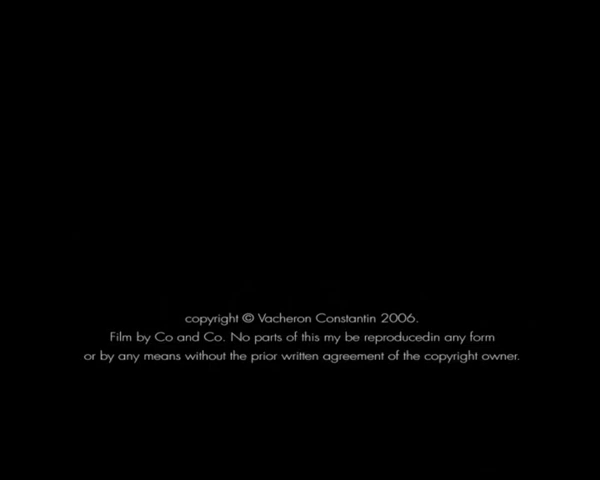 copyright © Vacheron Constantin 2006.
Film by Co and Co. No parts of this my be reproducedin any form
or by any means without the prior written agreement of the copyright owner.